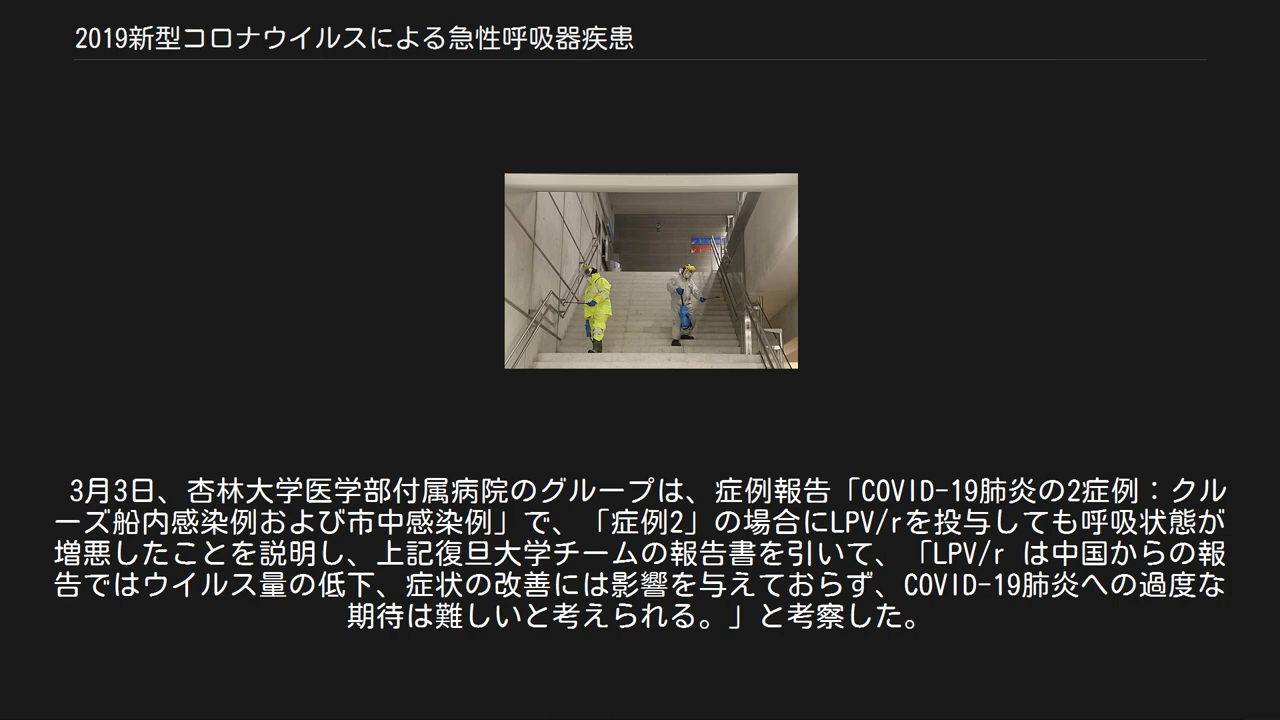 2019新型コロナウイルスによる急性呼吸器疾患
3月3日、杏林大学医学部付属病院のグループは、症例報告「COVID-19肺炎の2症例：クル
ーズ船内感染例および市中感染例」で、「症例2」の場合にLPV/rを投与しても呼吸状態が
増悪したことを説明し、上記復旦大学チームの報告書を引いて、「LPV/r は中国からの報
告ではウイルス量の低下、症状の改善には影響を与えておらず、COVID-19肺炎への過度な
期待は難しいと考えられる。」と考察した。